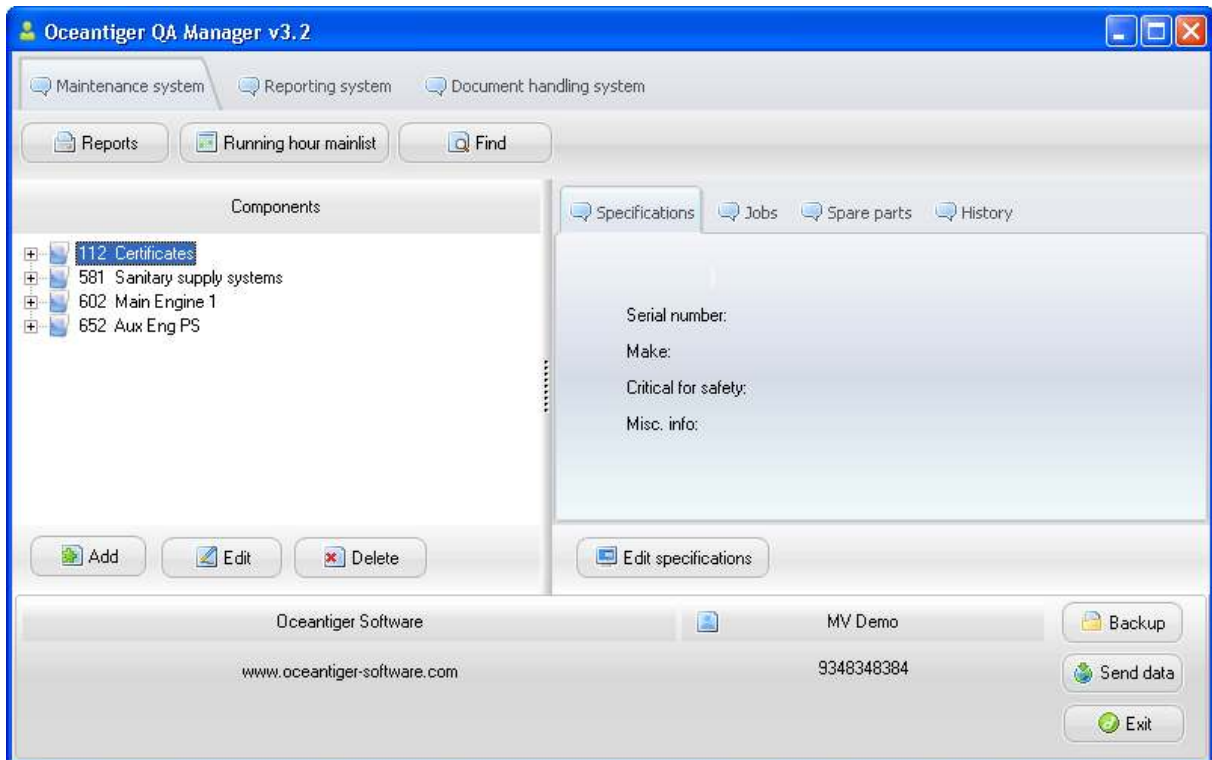 Oceantiger QA Manager v3.2
Maintenance system Reporting system Document handling system
Reports Running hour mainlist Find
Components
112 Certificates
581 Sanitary supply systems
602 Main Engine 1
652 Aux Eng PS
Add Edit Delete
Specifications Jobs Spare parts History
Serial number:
Make:
Critical for safety:
Misc. info:
Edit specifications
Oceantiger Software MV Demo Backup
www.oceantiger-software.com 9348348384 Send data
Exit